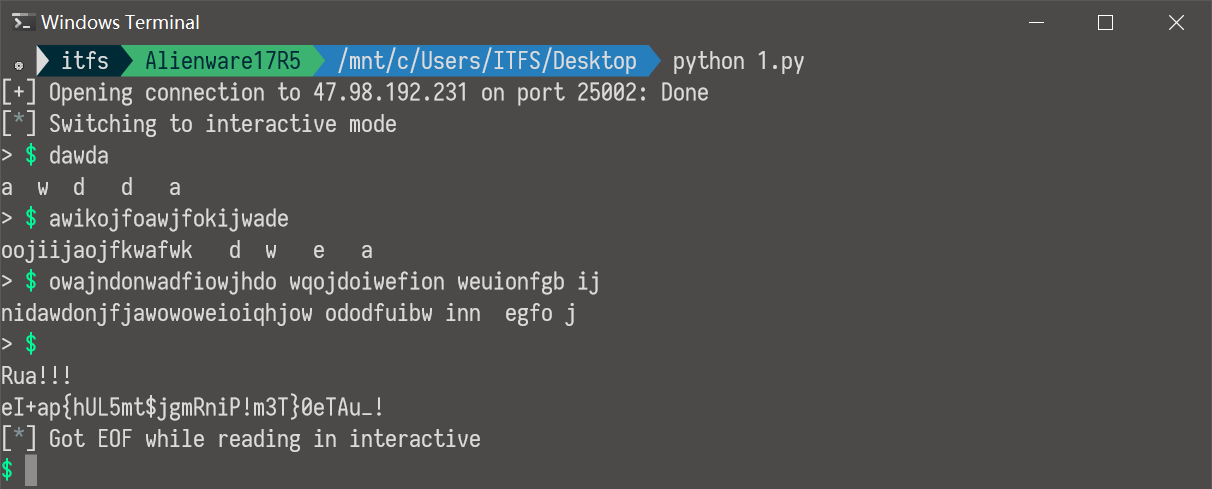 Windows Terminal
itfs Alienware17R5 /mnt/c/Users/ITFS/Desktop python 1.py
[+] Opening connection to 47.98.192.231 on port 25002: Done
[*] Switching to interactive mode
> $ dawda
a  w  d   d   a
> $ awikojfoawjfokijwade
oojiijaojfkwafwk   d  w   e   a
> $ owajndonwadfiowjhdo wqojdoiwefion weuionfgb ij
nidawdonjfjawowoweioiqhjow ododfuibw inn  egfo j
> $
Rua!!!
eI+ap{hUL5mt$jgmRniP!m3T}0eTAu_!
[*] Got EOF while reading in interactive
$